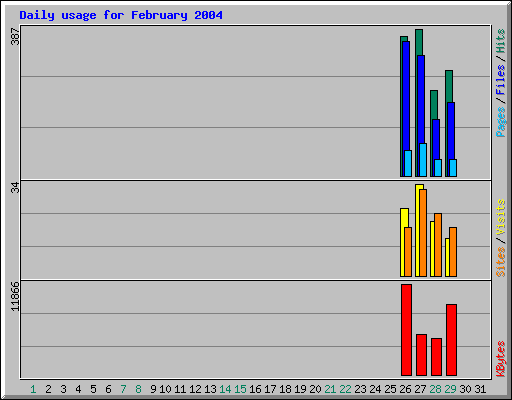 Daily usage for February 2004
387
34
11866
Pages / Files / Hits
Sites / Visits
KBytes
1 2 3 4 5 6 7 8 9 10 11 12 13 14 15 16 17 18 19 20 21 22 23 24 25 26 27 28 29 30 31